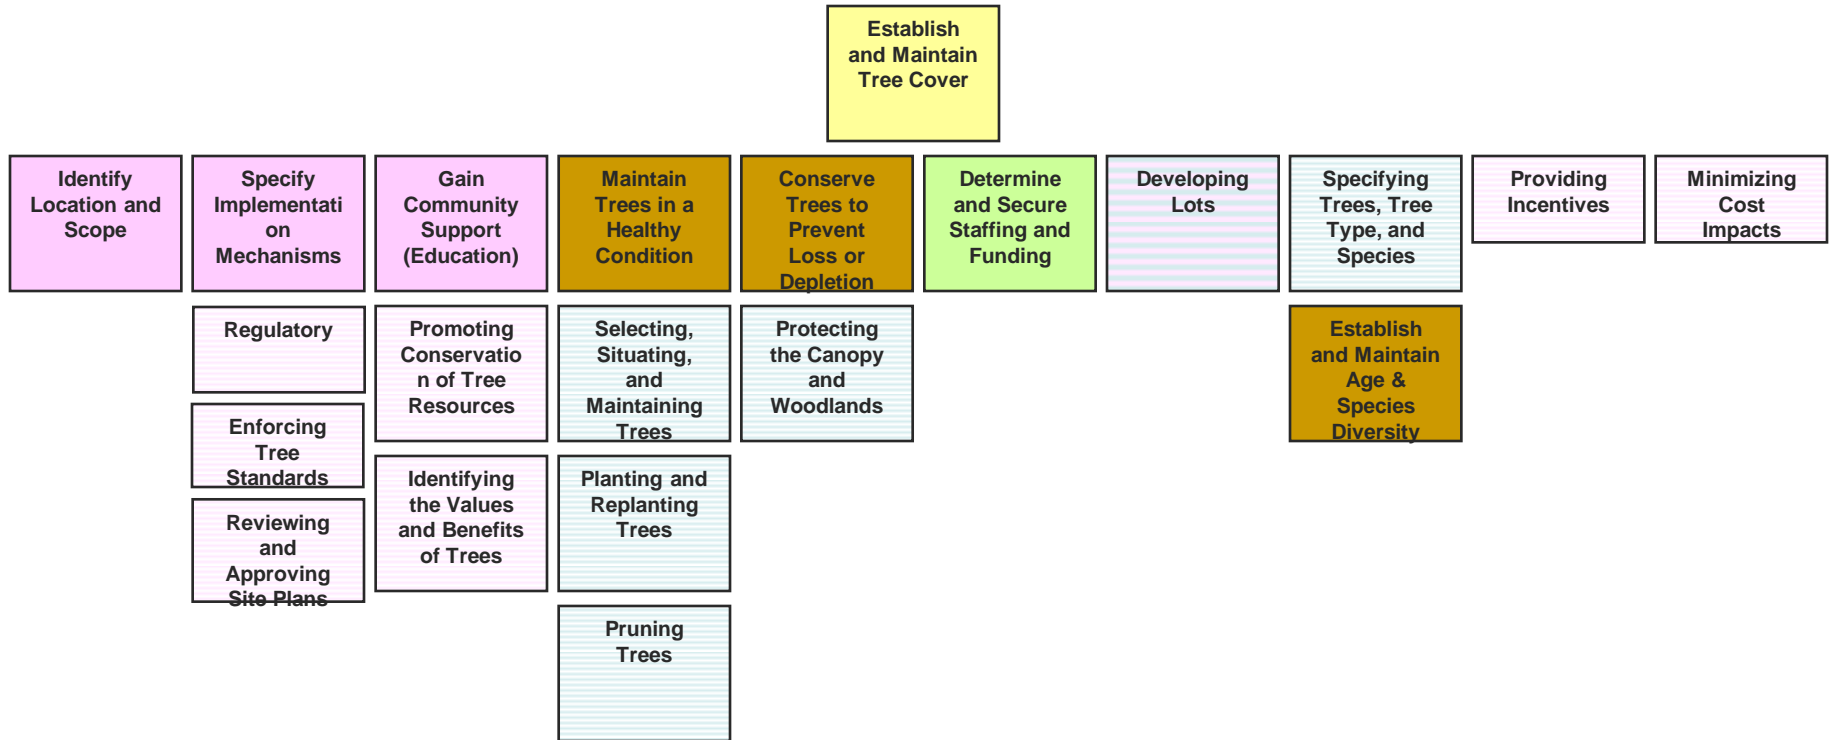 Establish
and Maintain
Tree Cover
Identify
Location and
Scope
Specify
Implementati
on
Mechanisms
Gain
Community
Support
(Education)
Maintain
Trees in a
Healthy
Condition
Conserve
Trees to
Prevent
Loss or
Depletion
Determine
and Secure
Staffing and
Funding
Developing
Lots
Specifying
Trees, Tree
Type, and
Species
Providing
Incentives
Minimizing
Cost
Impacts
Regulatory
Promoting
Conservatio
n of Tree
Resources
Selecting,
Situating,
and
Maintaining
Trees
Protecting
the Canopy
and
Woodlands
Establish
and Maintain
Age &
Species
Diversity
Enforcing
Tree
Standards
Identifying
the Values
and Benefits
of Trees
Planting and
Replanting
Trees
Reviewing
and
Approving
Site Plans
Pruning
Trees